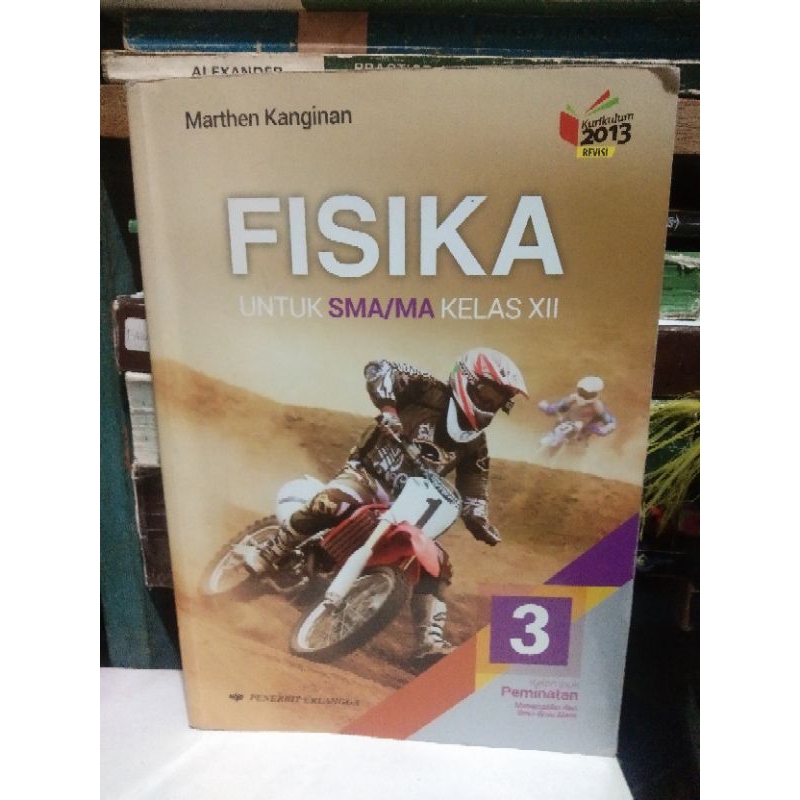 ALEXANDER
Marthen Kanginan
Kurikulum
2013
REVISI
FISIKA
UNTUK SMA/MA KELAS XII
1
3
Peminatan
PENERBIT ERLANGGA